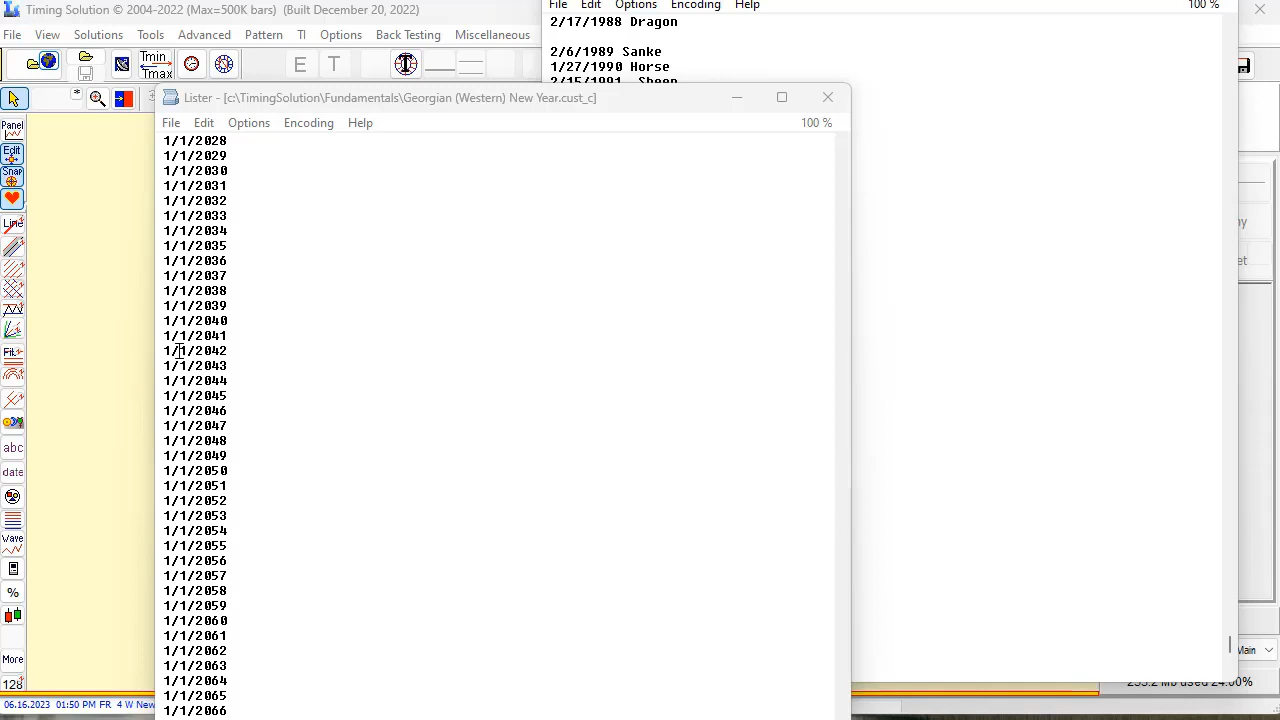 Timing Solution © 2004-2022 (Max=500K bars) (Built December 20, 2022)
File View Solutions Tools Advanced Pattern TI Options Back Testing Miscellaneous
Tmin
Tmax
E T
File Edit Options Encoding Help 100 %
2/17/1988 Dragon
2/6/1989 Sanke
1/27/1990 Horse
2/15/1991 Sheep
Lister - [c:\TimingSolution\Fundamentals\Georgian (Western) New Year.cust_c]
File Edit Options Encoding Help 100 %
1/1/2028
1/1/2029
1/1/2030
1/1/2031
1/1/2032
1/1/2033
1/1/2034
1/1/2035
1/1/2036
1/1/2037
1/1/2038
1/1/2039
1/1/2040
1/1/2041
1/1/2042
1/1/2043
1/1/2044
1/1/2045
1/1/2046
1/1/2047
1/1/2048
1/1/2049
1/1/2050
1/1/2051
1/1/2052
1/1/2053
1/1/2054
1/1/2055
1/1/2056
1/1/2057
1/1/2058
1/1/2059
1/1/2060
1/1/2061
1/1/2062
1/1/2063
1/1/2064
1/1/2065
1/1/2066
Panel
Edit
Snap
Line
abc
date
Wave
%
More
128
Main
06.16.2023 01:50 PM FR 4 W New